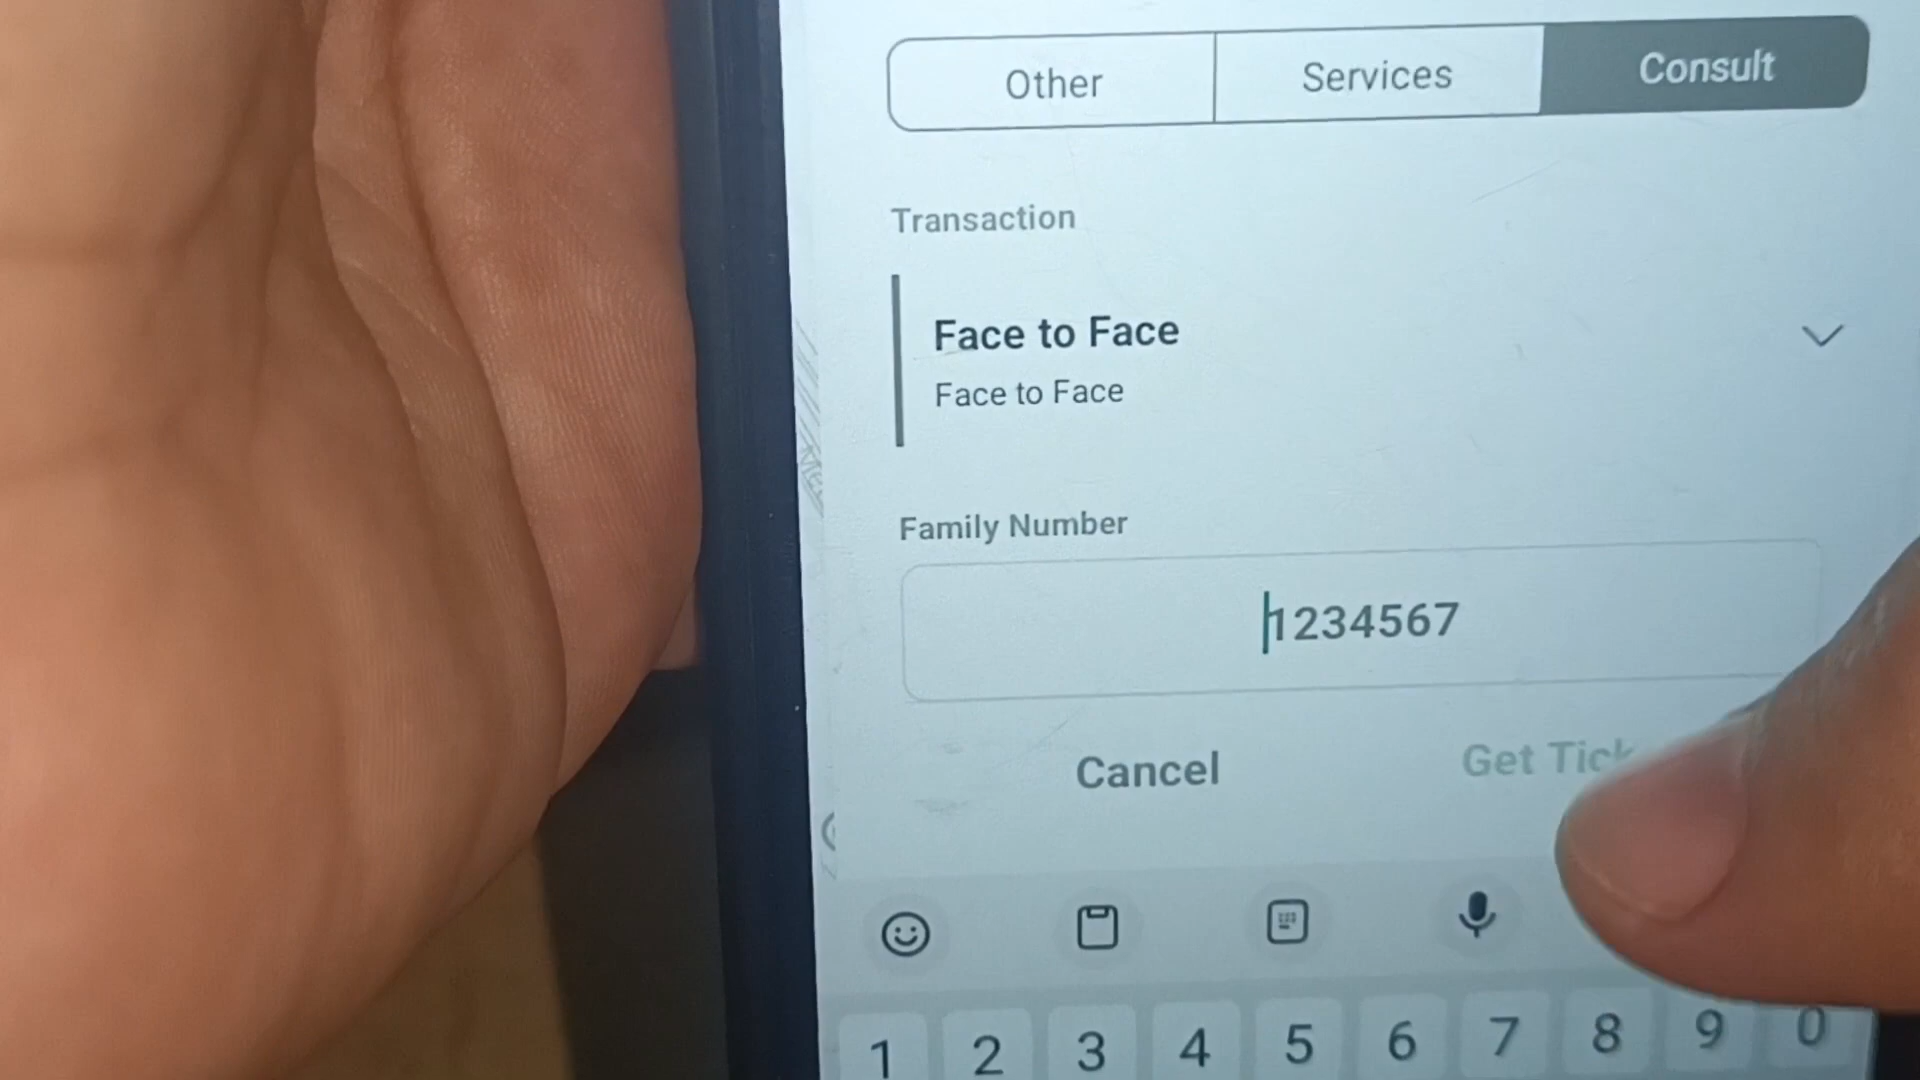 Other Services Consult
Transaction
Face to Face
Face to Face
Family Number
1234567
Cancel Get
1 2 3 4 5 6 7 8 9 0